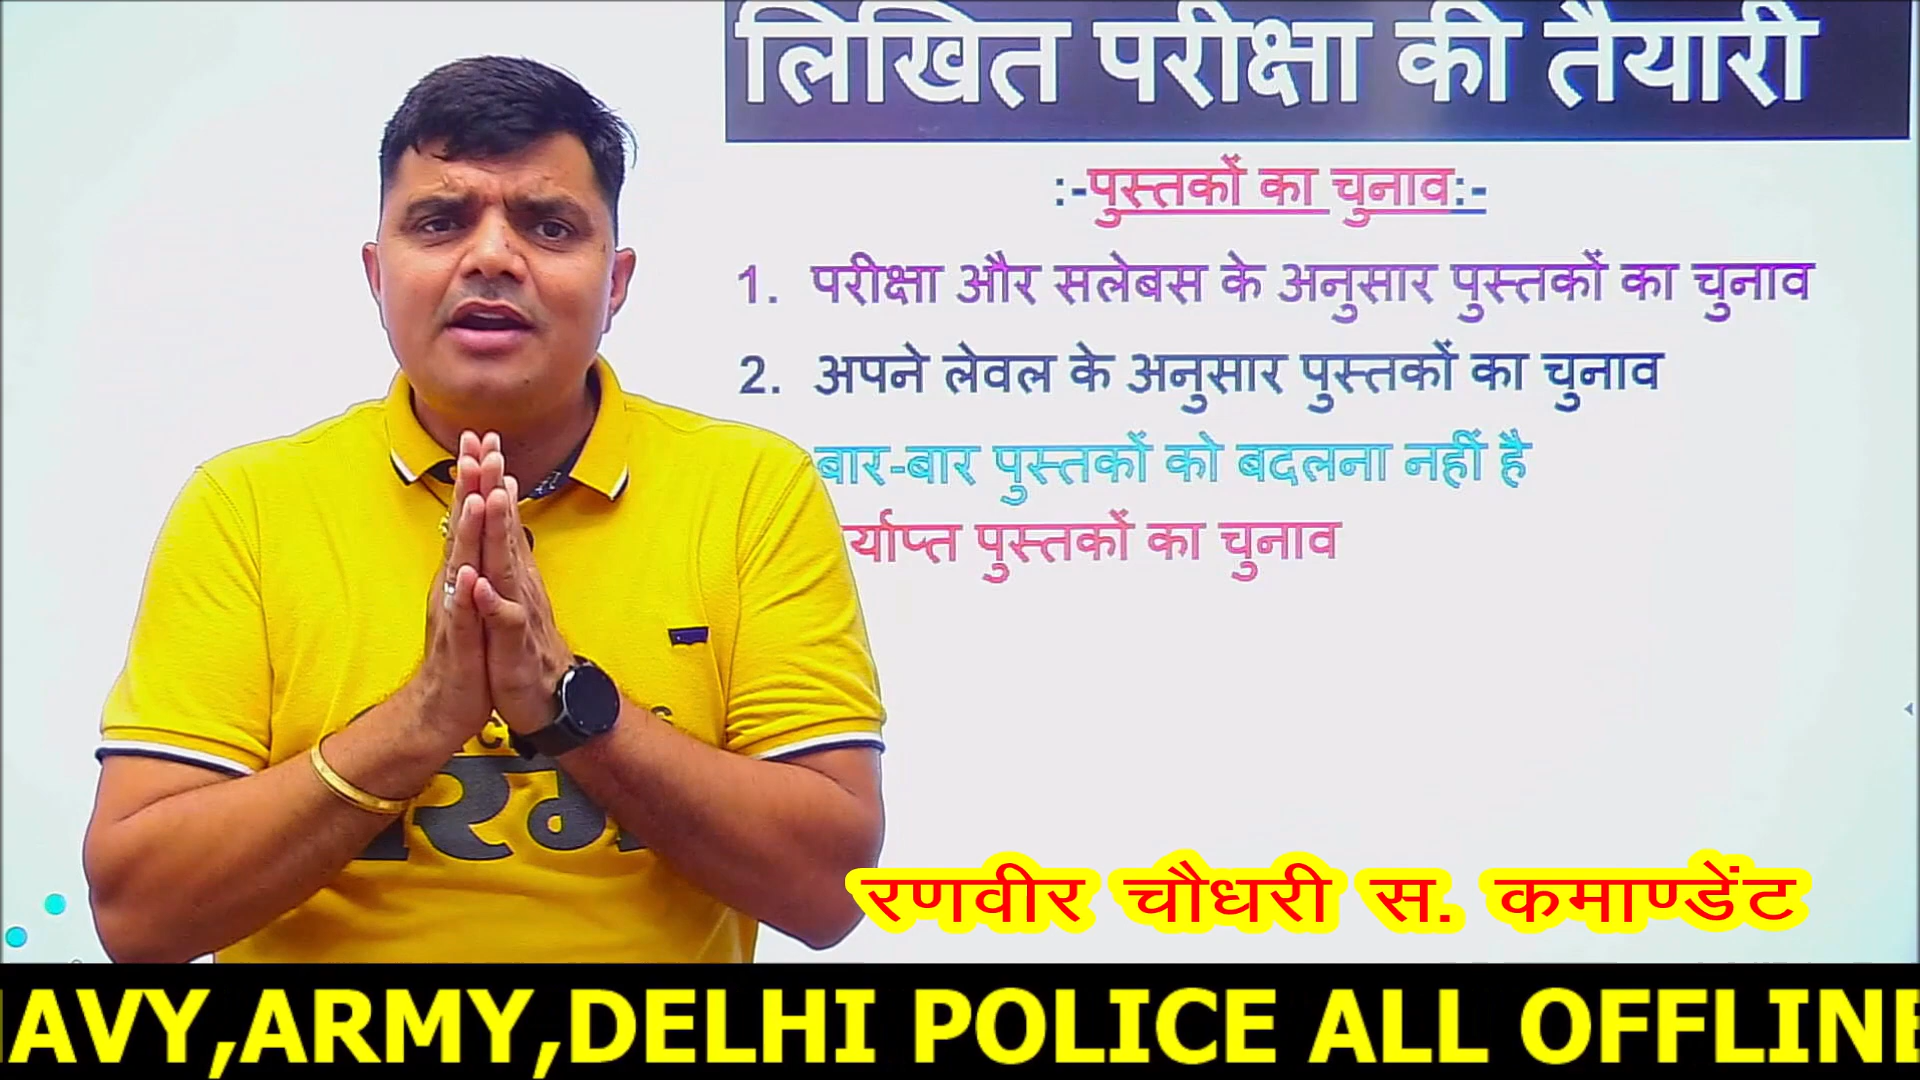 लिखित परीक्षा की तैयारी
:-पुस्तकों का चुनाव:-
1. परीक्षा और सलेबस के अनुसार पुस्तकों का चुनाव
2. अपने लेवल के अनुसार पुस्तकों का चुनाव
बार-बार पुस्तकों को बदलना नहीं है
र्याप्त पुस्तकों का चुनाव
रणवीर चौधरी स. कमाण्डेंट
AVY,ARMY,DELHI POLICE ALL OFFLINE